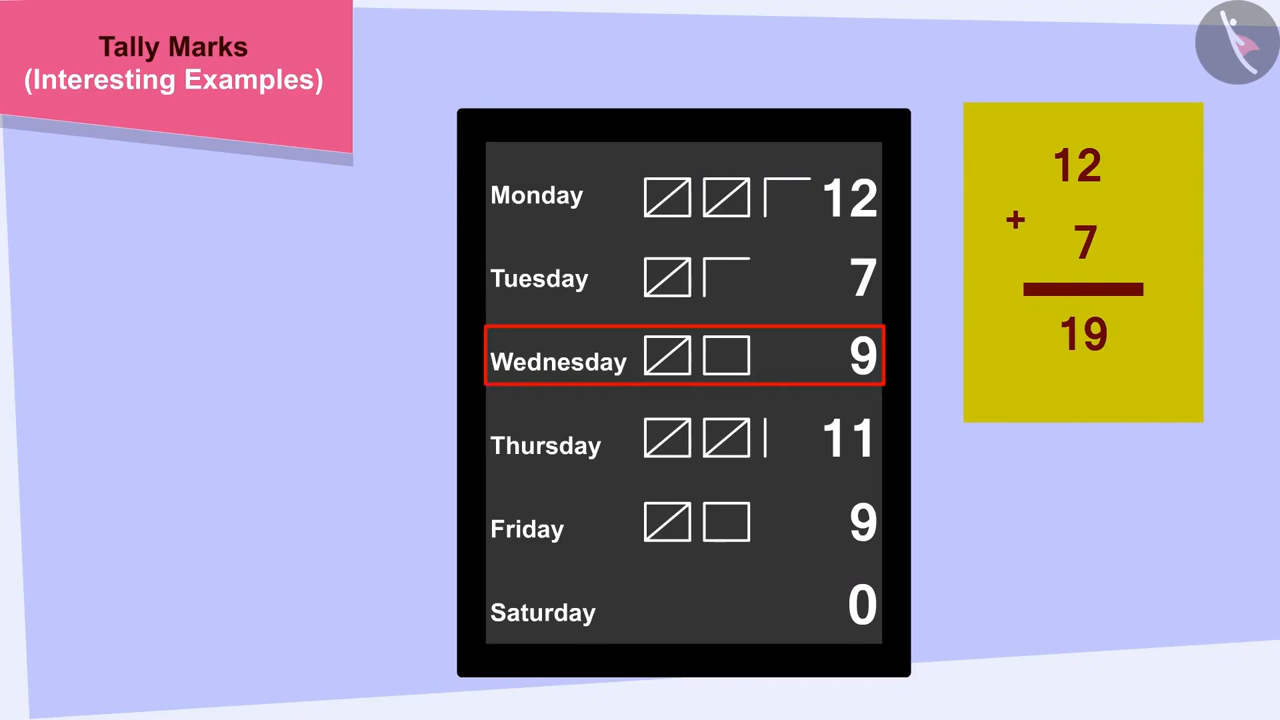 Tally Marks
(Interesting Examples)
Monday 12
Tuesday 7
Wednesday 9
Thursday 11
Friday 9
Saturday 0
12
+ 7
19